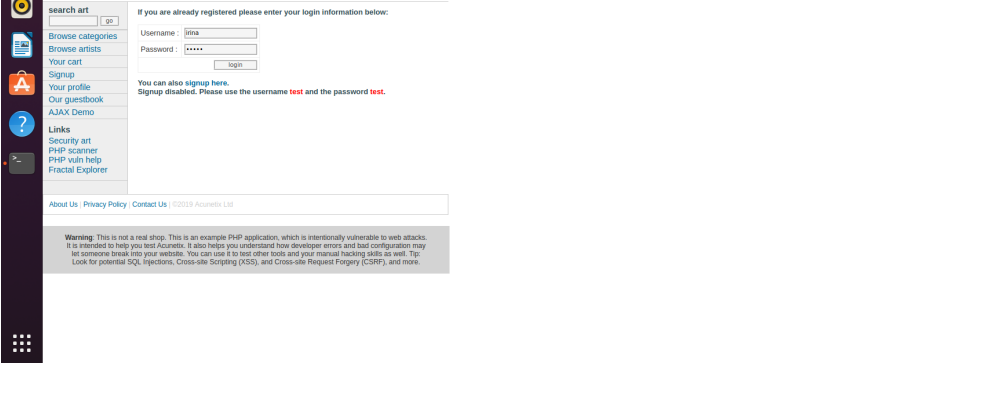 search art
go
Browse categories
Browse artists
Your cart
Signup
Your profile
Our guestbook
AJAX Demo
Links
Security art
PHP scanner
PHP vuln help
Fractal Explorer
If you are already registered please enter your login information below:
Username : irina
Password : •••••
login
You can also signup here.
Signup disabled. Please use the username test and the password test.
About Us | Privacy Policy | Contact Us | ©2019 Acunetix Ltd
Warning: This is not a real shop. This is an example PHP application, which is intentionally vulnerable to web attacks.
It is intended to help you test Acunetix. It also helps you understand how developer errors and bad configuration may
let someone break into your website. You can use it to test other tools and your manual hacking skills as well. Tip:
Look for potential SQL Injections, Cross-site Scripting (XSS), and Cross-site Request Forgery (CSRF), and more.